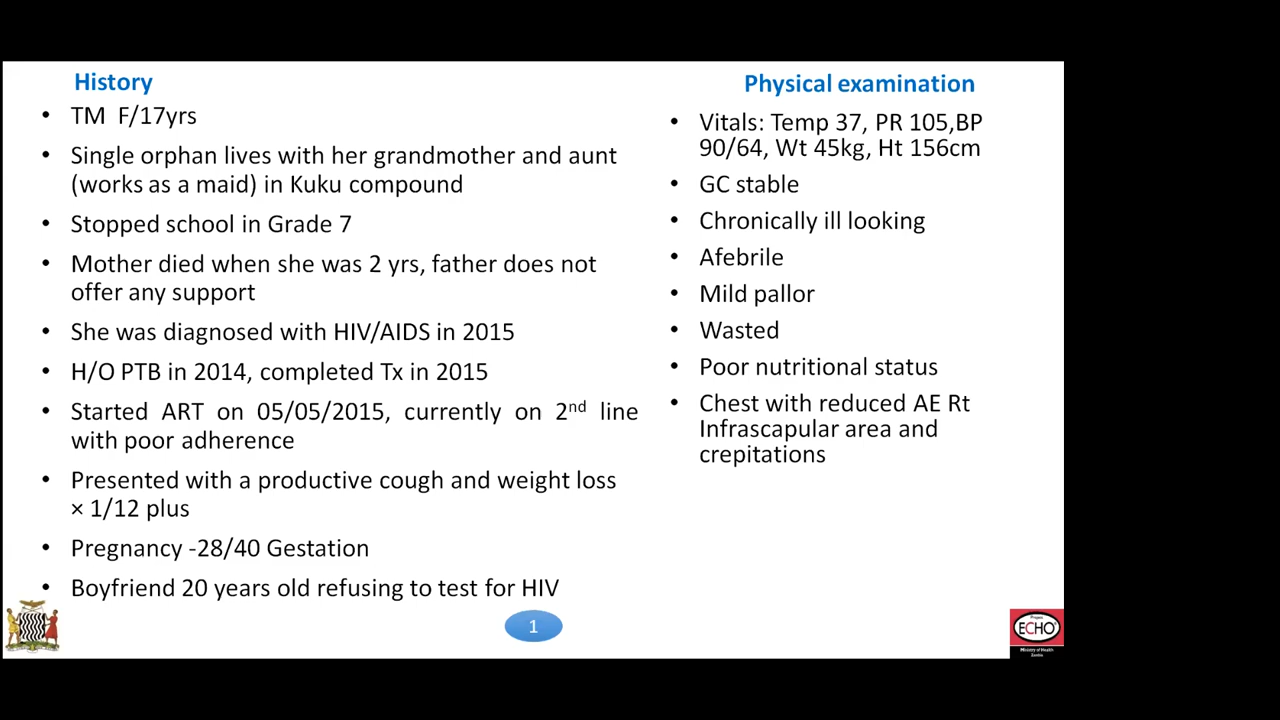 History
• TM F/17yrs
• Single orphan lives with her grandmother and aunt
(works as a maid) in Kuku compound
• Stopped school in Grade 7
• Mother died when she was 2 yrs, father does not
offer any support
• She was diagnosed with HIV/AIDS in 2015
• H/O PTB in 2014, completed Tx in 2015
• Started ART on 05/05/2015, currently on 2nd line
with poor adherence
• Presented with a productive cough and weight loss
× 1/12 plus
• Pregnancy -28/40 Gestation
• Boyfriend 20 years old refusing to test for HIV
Physical examination
• Vitals: Temp 37, PR 105,BP
90/64, Wt 45kg, Ht 156cm
• GC stable
• Chronically ill looking
• Afebrile
• Mild pallor
• Wasted
• Poor nutritional status
• Chest with reduced AE Rt
Infrascapular area and
crepitations
1
Project
ECHO
Ministry of Health
Zambia